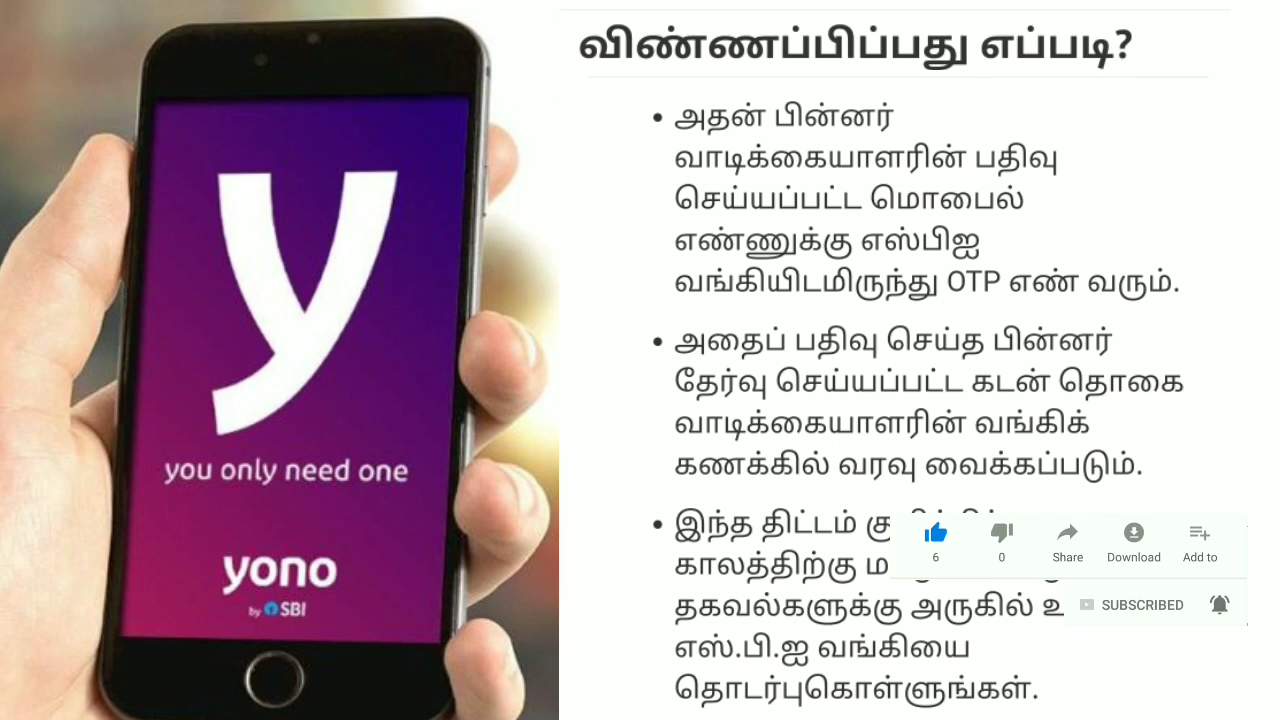 y
you only need one
yono
by SBI
விண்ணப்பிப்பது எப்படி?
• அதன் பின்னர்
வாடிக்கையாளரின் பதிவு
செய்யப்பட்ட மொபைல்
எண்ணுக்கு எஸ்பிஐ
வங்கியிடமிருந்து OTP எண் வரும்.
• அதைப் பதிவு செய்த பின்னர்
தேர்வு செய்யப்பட்ட கடன் தொகை
வாடிக்கையாளரின் வங்கிக்
கணக்கில் வரவு வைக்கப்படும்.
• இந்த திட்டம்
காலத்திற்கு
தகவல்களுக்கு அருகில்
எஸ்.பி.ஐ வங்கியை
தொடர்புகொள்ளுங்கள்.
6 0 Share Download Add to
SUBSCRIBED